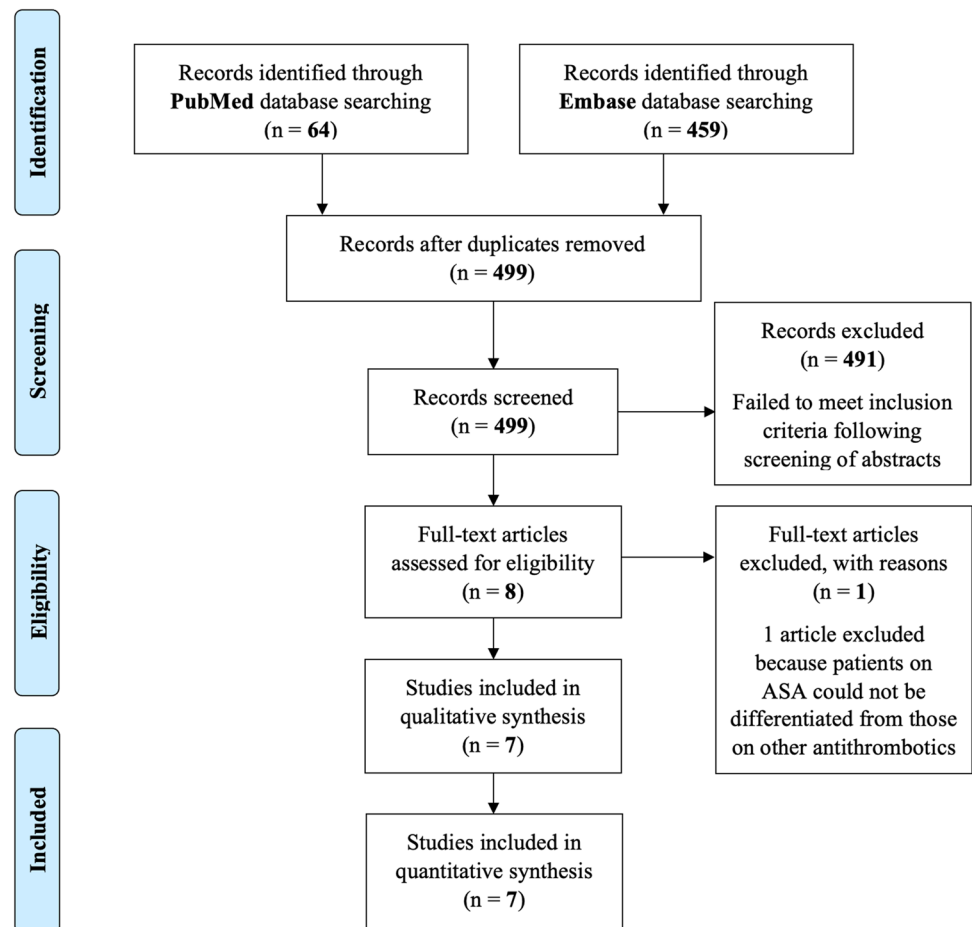 Identification
Records identified through
PubMed database searching
(n = 64)
Records identified through
Embase database searching
(n = 459)
Records after duplicates removed
(n = 499)
Screening
Records screened
(n = 499)
Records excluded
(n = 491)
Failed to meet inclusion
criteria following
screening of abstracts
Eligibility
Full-text articles
assessed for eligibility
(n = 8)
Full-text articles
excluded, with reasons
(n = 1)
1 article excluded
because patients on
ASA could not be
differentiated from those
on other antithrombotics
Studies included in
qualitative synthesis
(n = 7)
Included
Studies included in
quantitative synthesis
(n = 7)